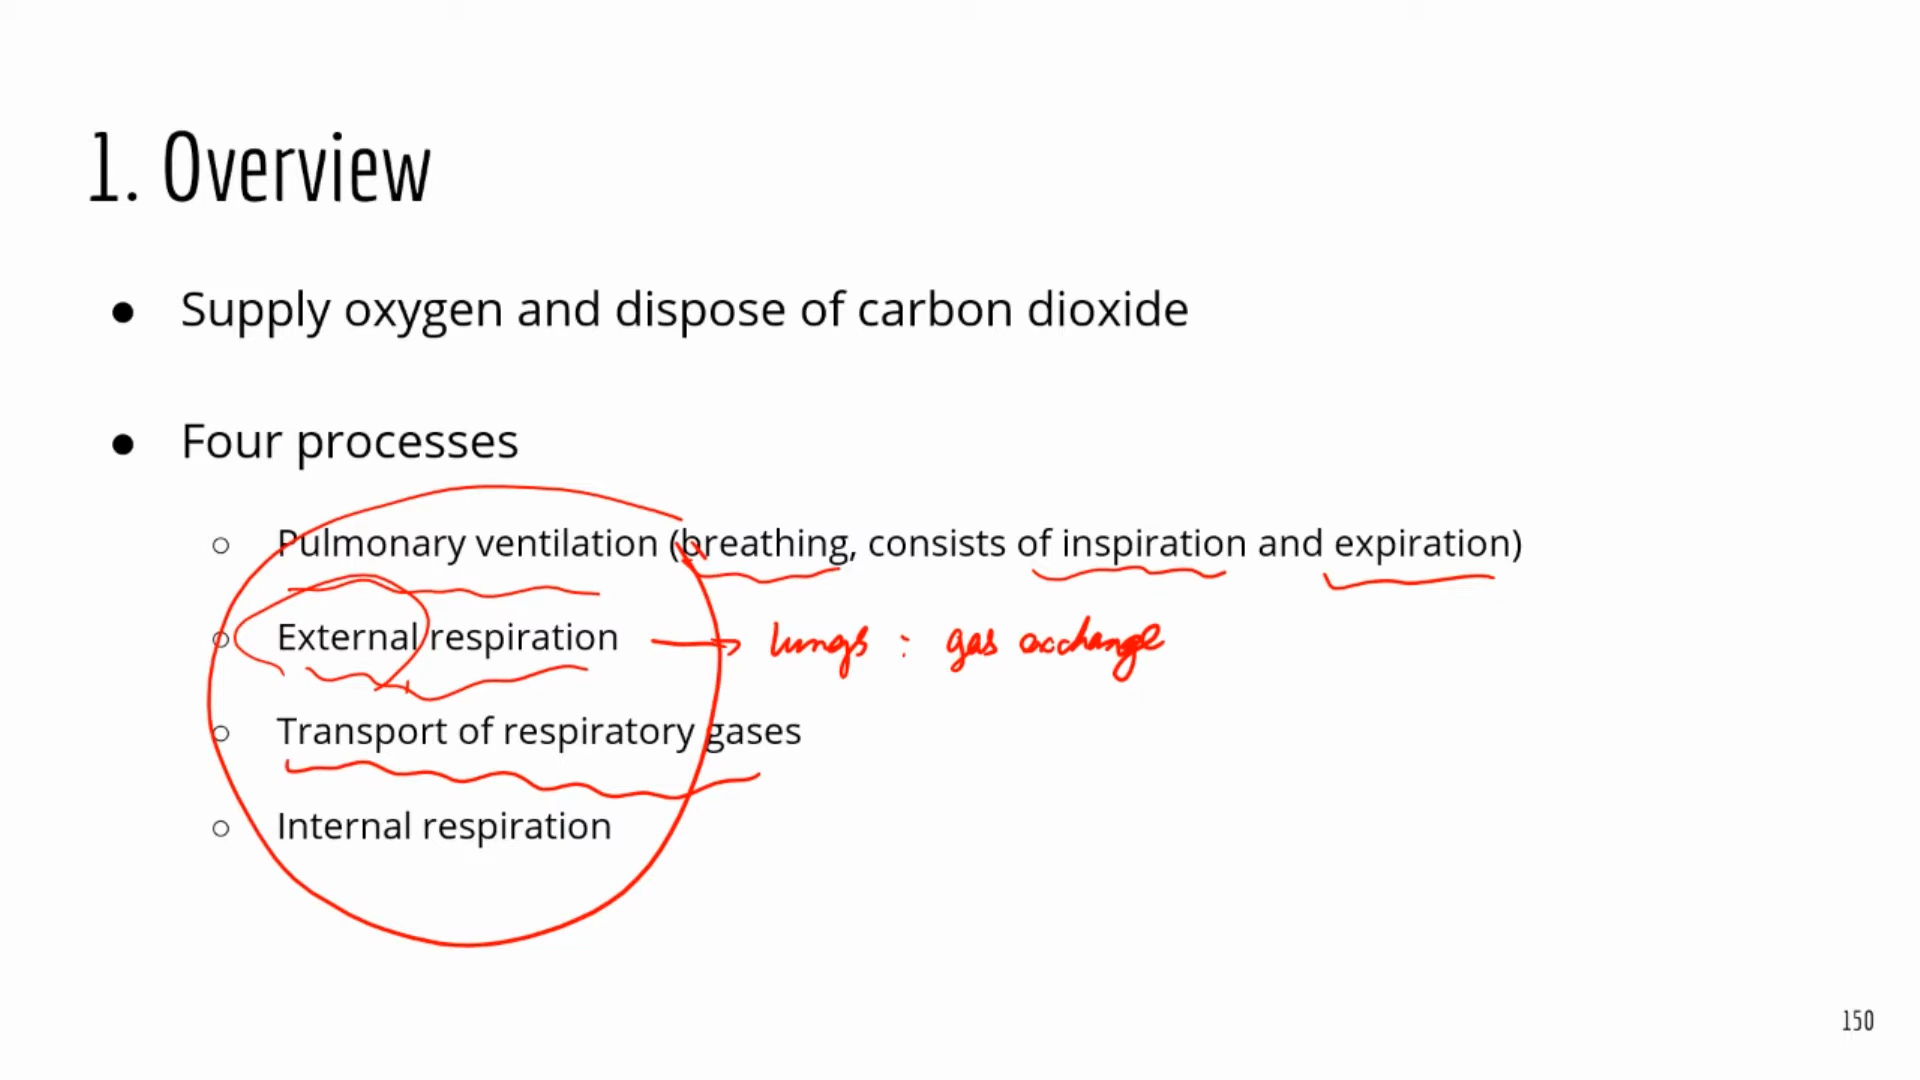 1. Overview
● Supply oxygen and dispose of carbon dioxide
● Four processes
○ Pulmonary ventilation (breathing, consists of inspiration and expiration)
○ External respiration → lungs : gas exchange
○ Transport of respiratory gases
○ Internal respiration
150